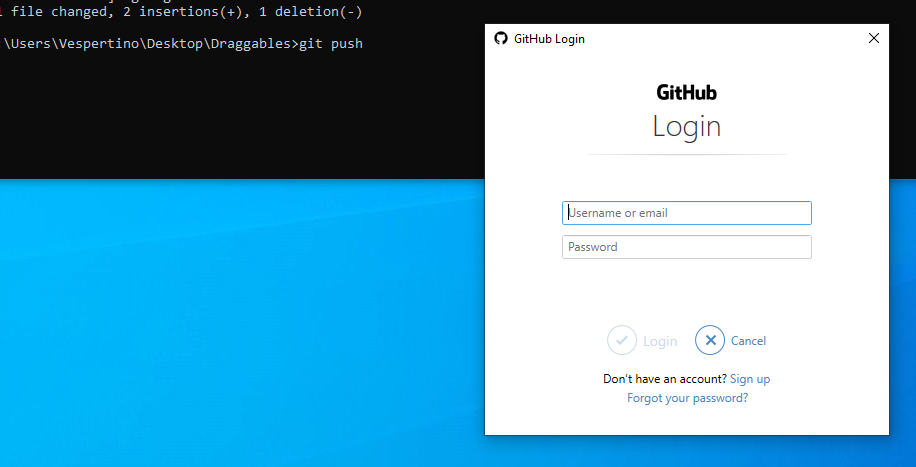 file changed, 2 insertions(+), 1 deletion(-)
:\Users\Vespertino\Desktop\Draggables>git push
GitHub Login
GitHub
Login
Username or email
Password
Login
Cancel
Don't have an account? Sign up
Forgot your password?